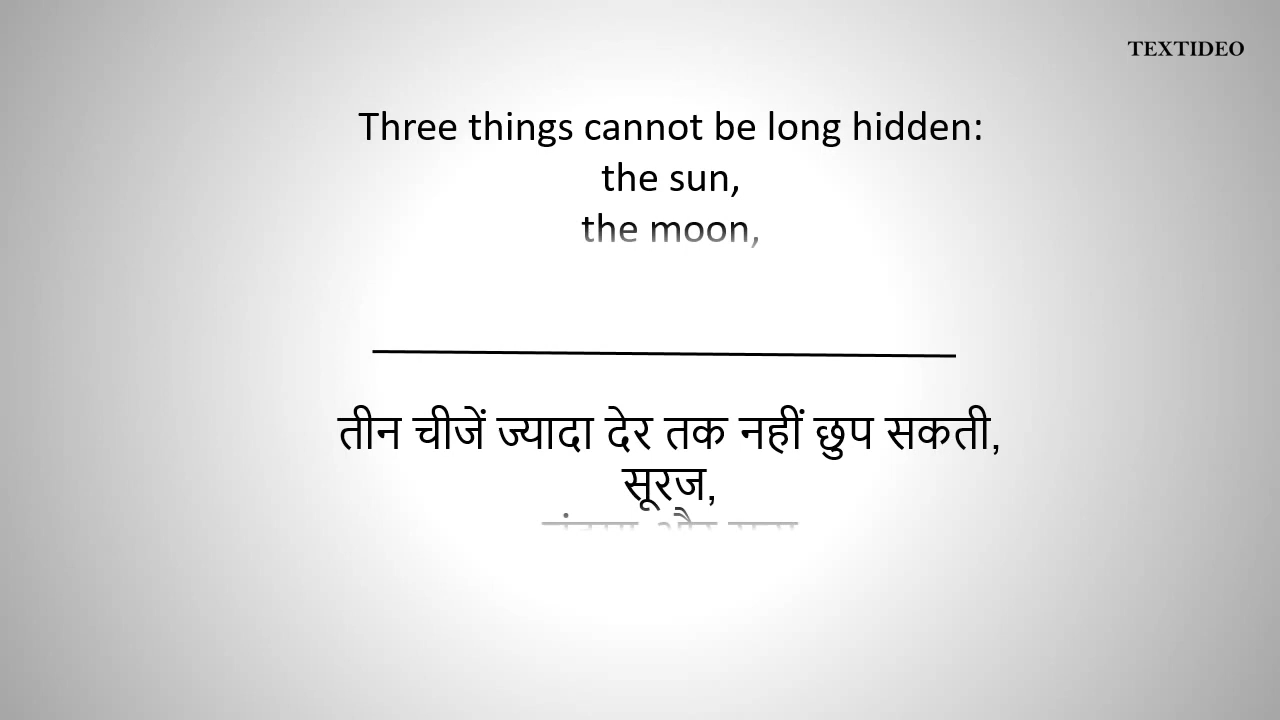 TEXTIDEO
Three things cannot be long hidden:
the sun,
the moon,
तीन चीजें ज्यादा देर तक नहीं छुप सकती,
सूरज,